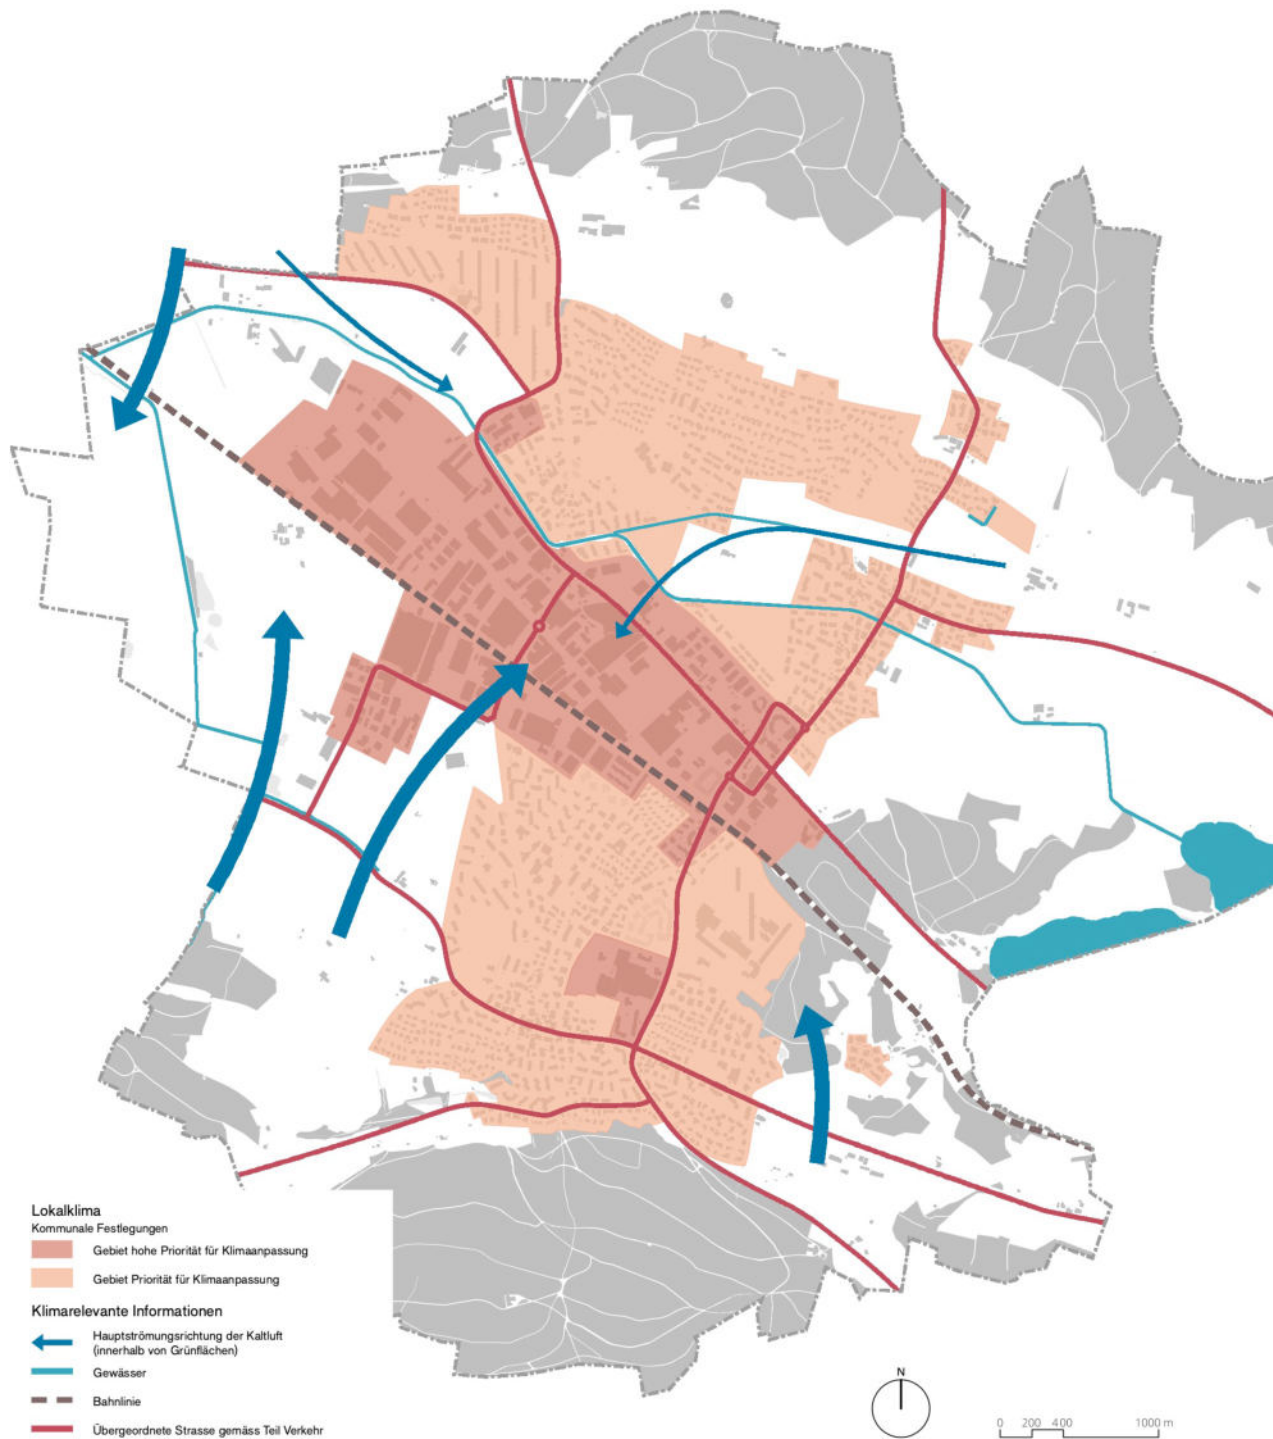 Lokalklima
Kommunale Festlegungen
Gebiet hohe Priorität für Klimaanpassung
Gebiet Priorität für Klimaanpassung
Klimarelevante Informationen
Hauptströmungsrichtung der Kaltluft
(innerhalb von Grünflächen)
Gewässer
Bahnlinie
Übergeordnete Strasse gemäss Teil Verkehr
N
0 200 400 1000 m